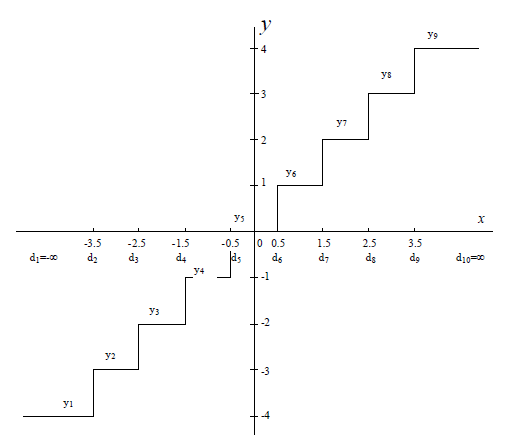 y
y₉
4
y₈
3
y₇
2
y₆
1
y₅
x
-3.5 -2.5 -1.5 -0.5 0 0.5 1.5 2.5 3.5
d₁=-∞ d₂ d₃ d₄ d₅ d₆ d₇ d₈ d₉ d₁₀=∞
y₄
-1
y₃
-2
y₂
-3
y₁
-4